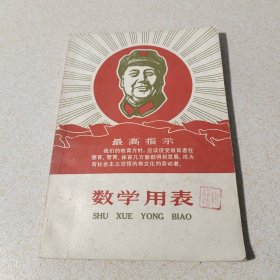 最高指示
我们的教育方针，应该使受教育者在
德育、智育、体育几方面都得到发展，成为
有社会主义觉悟的有文化的劳动者。
数学用表
SHU XUE YONG BIAO